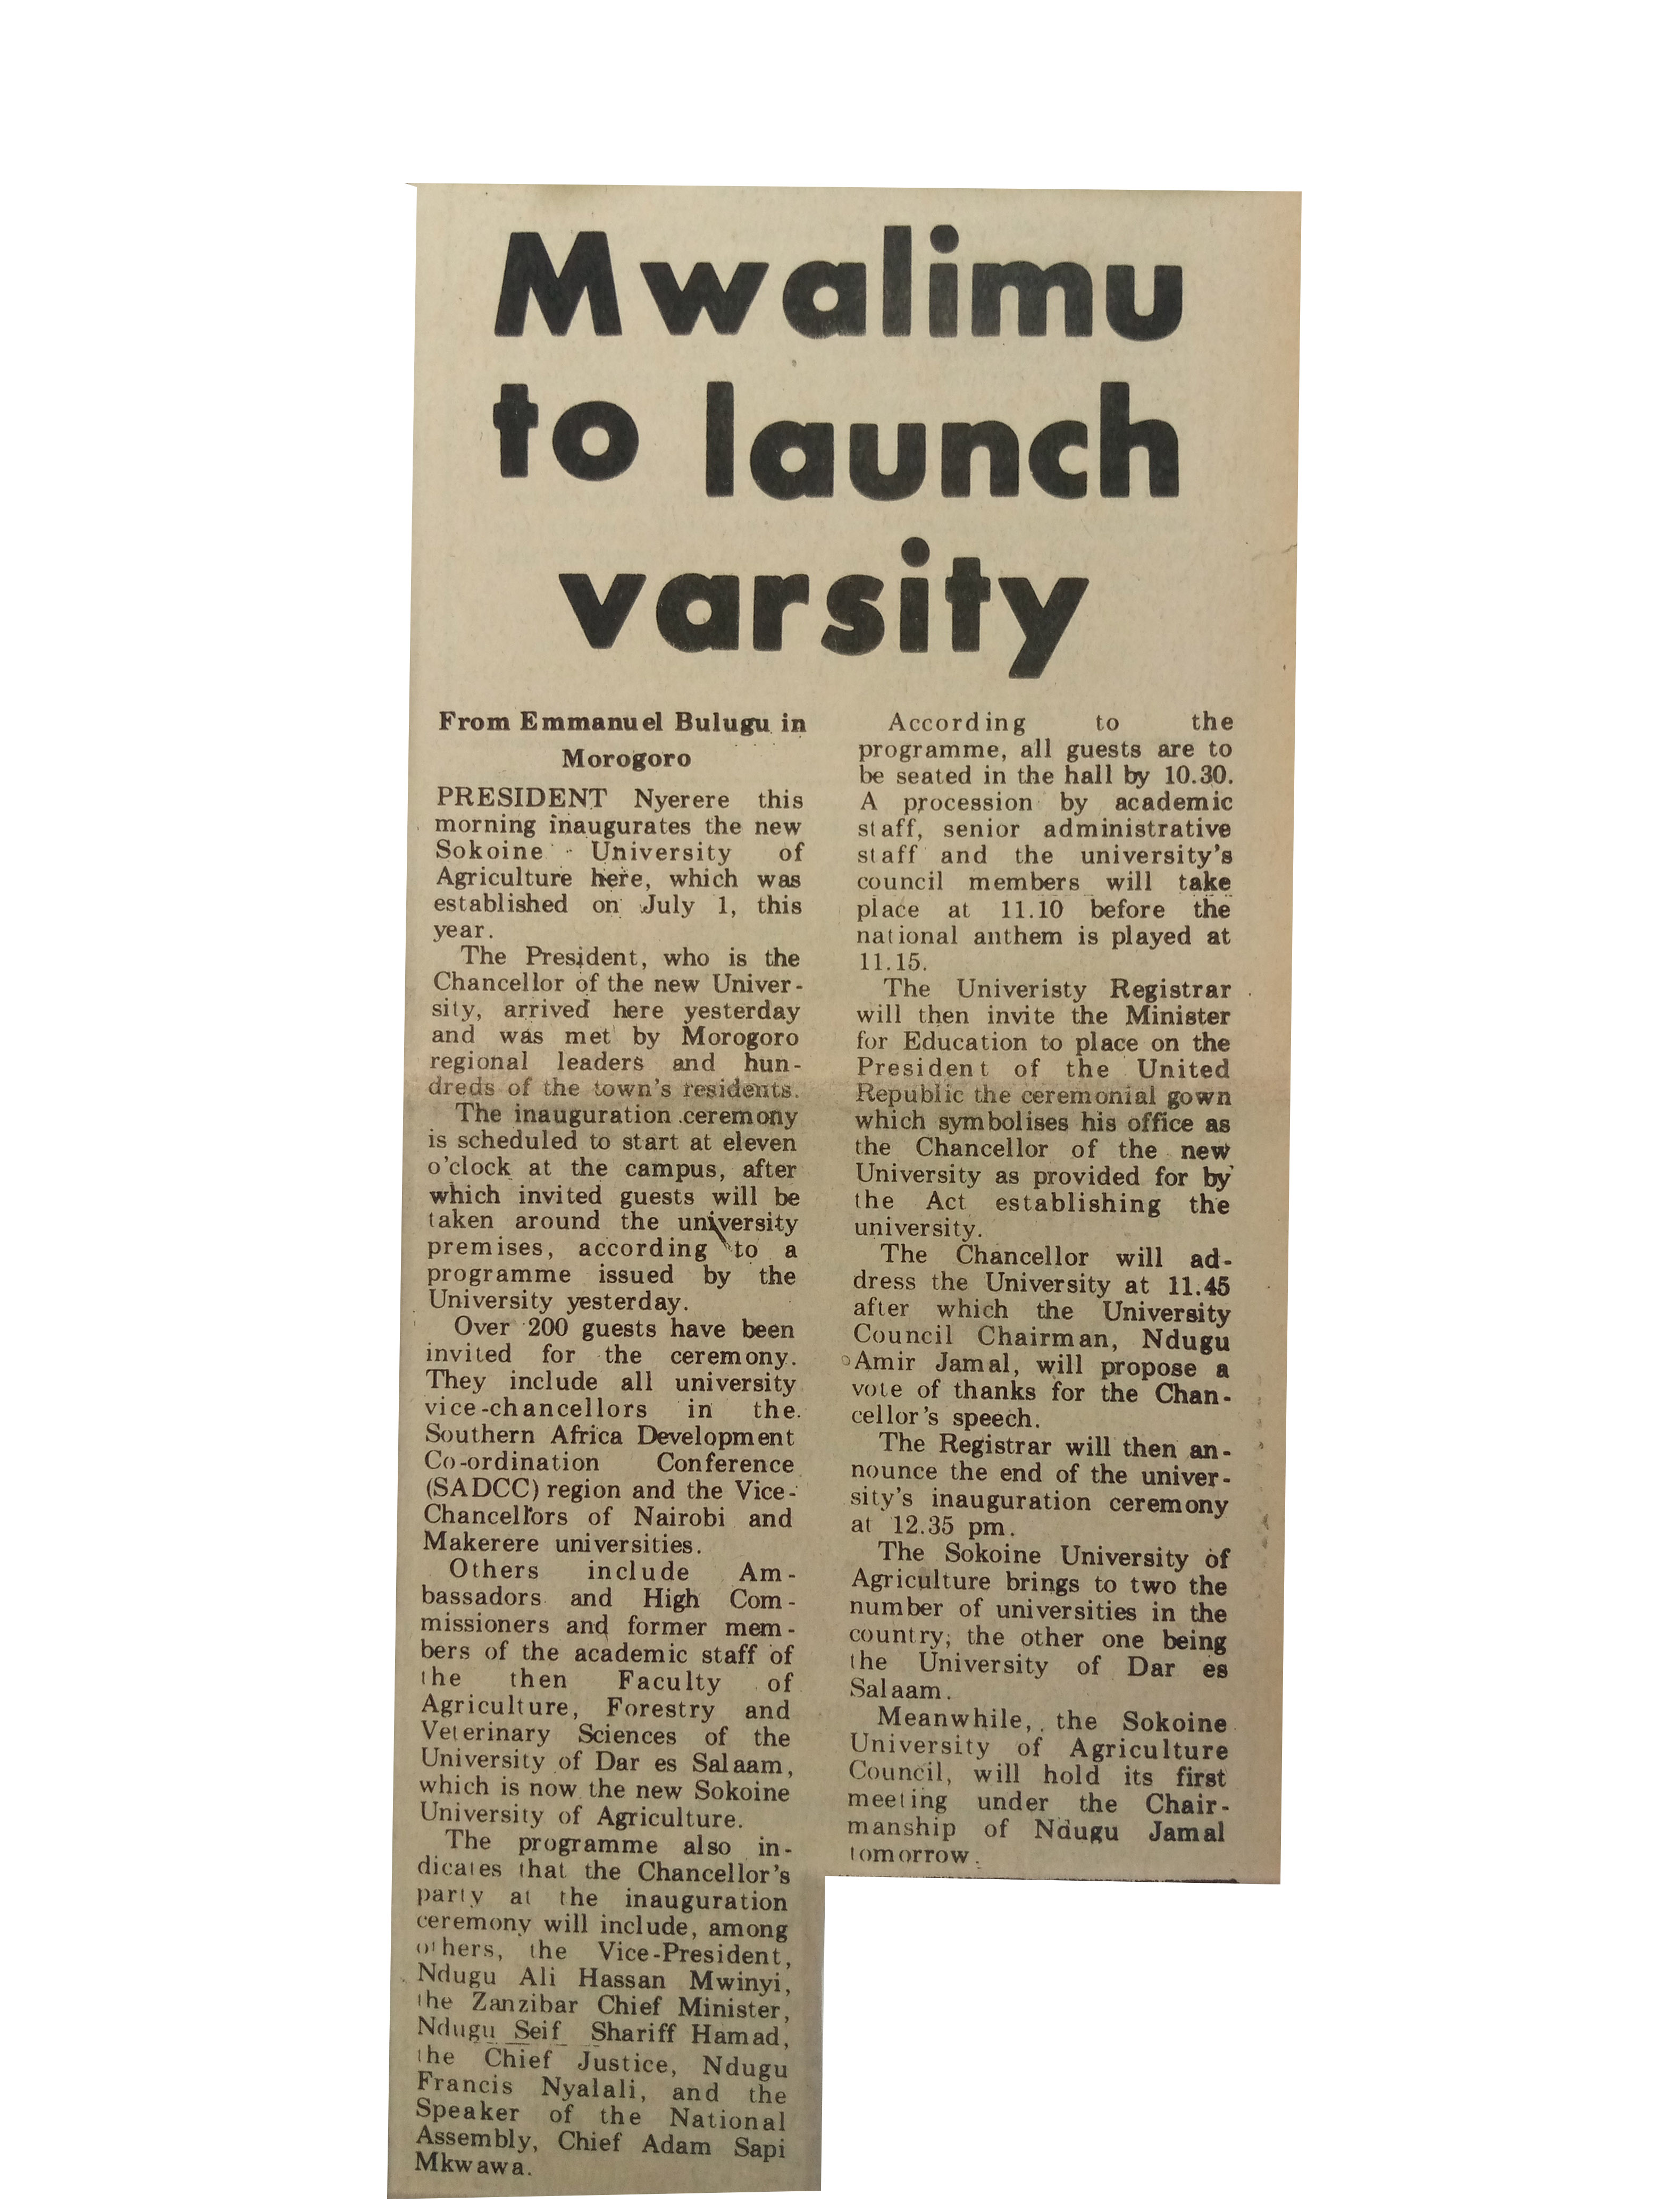 Mwalimu
to launch
varsity
From Emmanuel Bulugu in
Morogoro
PRESIDENT Nyerere this
morning inaugurates the new
Sokoine University of
Agriculture here, which was
established on July 1, this
year.
The President, who is the
Chancellor of the new Univer-
sity, arrived here yesterday
and was met by Morogoro
regional leaders and hun-
dreds of the town's residents.
The inauguration ceremony
is scheduled to start at eleven
o'clock at the campus, after
which invited guests will be
taken around the university
premises, according to a
programme issued by the
University yesterday.
Over 200 guests have been
invited for the ceremony.
They include all university
vice-chancellors in the
Southern Africa Development
Co-ordination Conference
(SADCC) region and the Vice-
Chancellors of Nairobi and
Makerere universities.
Others include Am-
bassadors and High Com-
missioners and former mem-
bers of the academic staff of
the then Faculty of
Agriculture, Forestry and
Veterinary Sciences of the
University of Dar es Salaam,
which is now the new Sokoine
University of Agriculture.
The programme also in-
dicates that the Chancellor's
party at the inauguration
ceremony will include, among
others, the Vice-President,
Ndugu Ali Hassan Mwinyi,
the Zanzibar Chief Minister,
Ndugu Seif Shariff Hamad,
the Chief Justice, Ndugu
Francis Nyalali, and the
Speaker of the National
Assembly, Chief Adam Sapi
Mkwawa.
According to the
programme, all guests are to
be seated in the hall by 10.30.
A procession by academic
staff, senior administrative
staff and the university's
council members will take
place at 11.10 before the
national anthem is played at
11.15.
The Univeristy Registrar
will then invite the Minister
for Education to place on the
President of the United
Republic the ceremonial gown
which symbolises his office as
the Chancellor of the new
University as provided for by
the Act establishing the
university.
The Chancellor will ad-
dress the University at 11.45
after which the University
Council Chairman, Ndugu
Amir Jamal, will propose a
vote of thanks for the Chan-
cellor's speech.
The Registrar will then an-
nounce the end of the univer-
sity's inauguration ceremony
at 12.35 pm.
The Sokoine University of
Agriculture brings to two the
number of universities in the
country; the other one being
the University of Dar es
Salaam.
Meanwhile, the Sokoine
University of Agriculture
Council, will hold its first
meeting under the Chair-
manship of Ndugu Jamal
tomorrow.